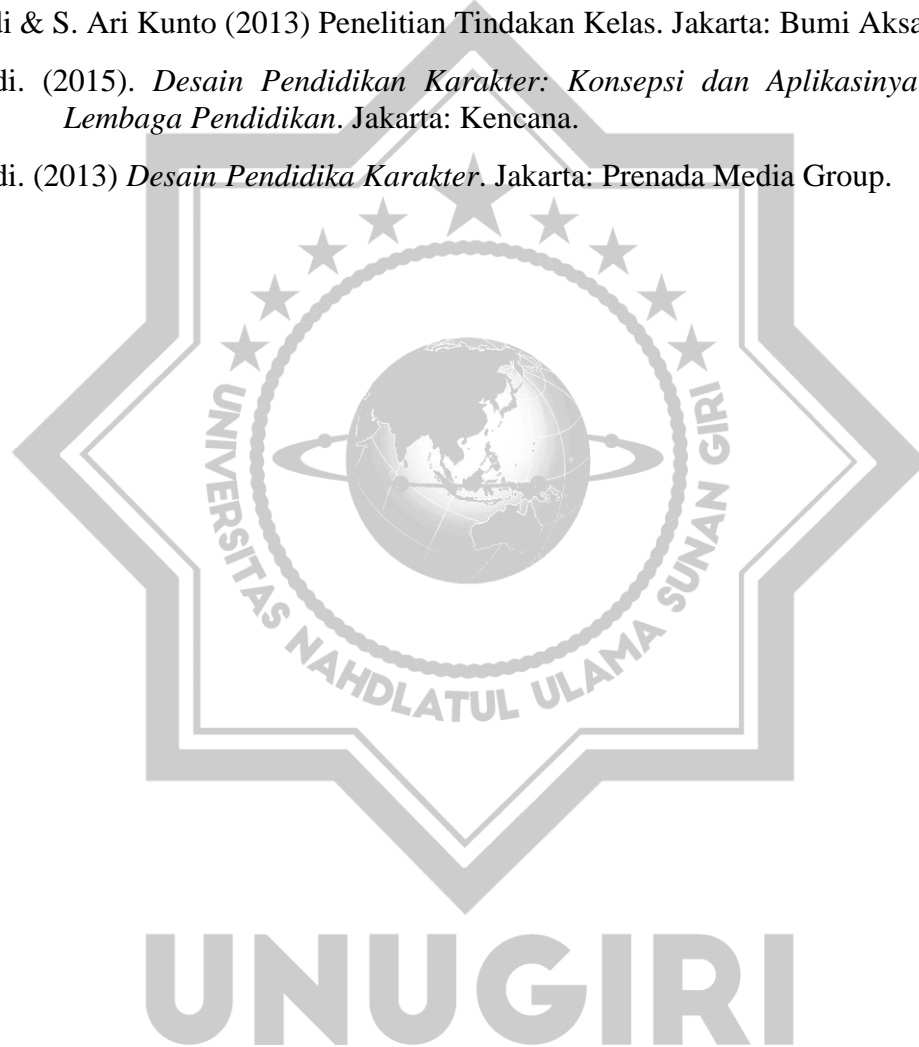 di & S. Ari Kunto (2013) Penelitian Tindakan Kelas. Jakarta: Bumi Aksa
di. (2015). Desain Pendidikan Karakter: Konsepsi dan Aplikasinya
Lembaga Pendidikan. Jakarta: Kencana.
di. (2013) Desain Pendidika Karakter. Jakarta: Prenada Media Group.
UNIVERSITAS NAHDLATUL ULAMA SUNAN GIRI
UNUGIRI